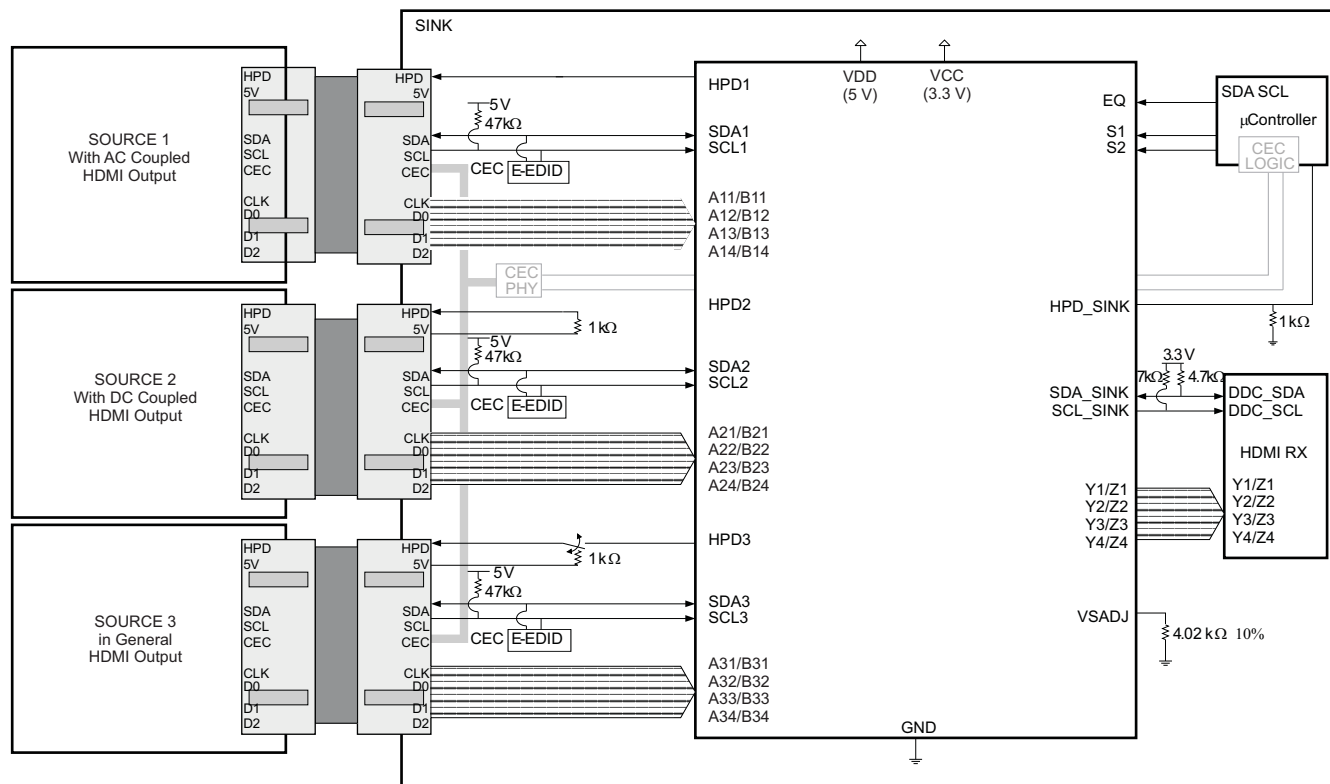 SINK
SOURCE 1
With AC Coupled
HDMI Output
HPD
5V
SDA
SCL
CEC
CLK
D0
D1
D2
HPD
5V
SDA
SCL
CEC
CLK
D0
D1
D2
5V
47kΩ
CEC
E-EDID
SOURCE 2
With DC Coupled
HDMI Output
HPD
5V
SDA
SCL
CEC
CLK
D0
D1
D2
HPD
5V
SDA
SCL
CEC
CLK
D0
D1
D2
1kΩ
5V
47kΩ
CEC
E-EDID
SOURCE 3
in General
HDMI Output
HPD
5V
SDA
SCL
CEC
CLK
D0
D1
D2
HPD
5V
SDA
SCL
CEC
CLK
D0
D1
D2
1kΩ
5V
47kΩ
CEC
E-EDID
CEC
PHY
VDD
(5 V)
VCC
(3.3 V)
HPD1
SDA1
SCL1
A11/B11
A12/B12
A13/B13
A14/B14
HPD2
SDA2
SCL2
A21/B21
A22/B22
A23/B23
A24/B24
HPD3
SDA3
SCL3
A31/B31
A32/B32
A33/B33
A34/B34
GND
EQ
S1
S2
HPD_SINK
SDA_SINK
SCL_SINK
Y1/Z1
Y2/Z2
Y3/Z3
Y4/Z4
VSADJ
SDA SCL
µController
CEC
LOGIC
1kΩ
3.3V
7kΩ 4.7kΩ
DDC_SDA
DDC_SCL
HDMI RX
Y1/Z1
Y2/Z2
Y3/Z3
Y4/Z4
4.02 kΩ 10%